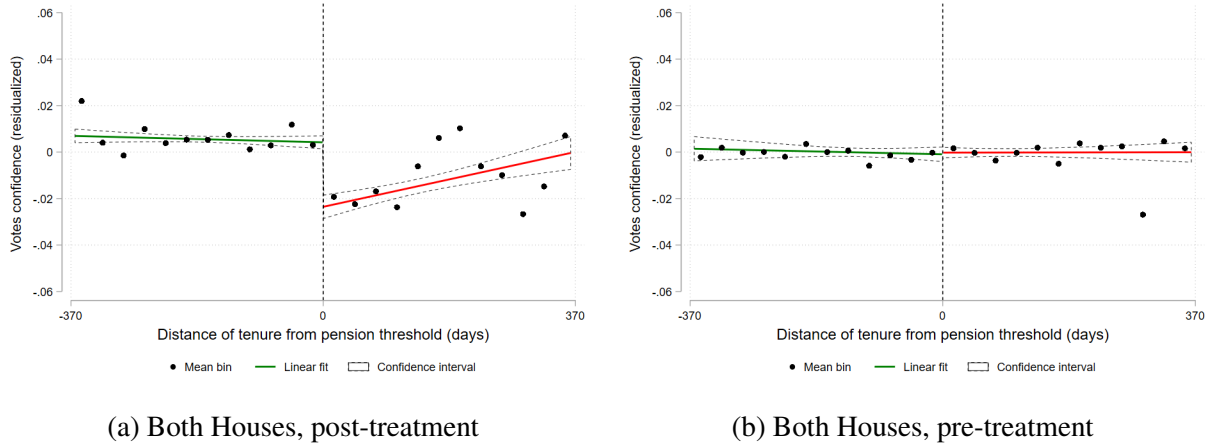 .06
.04
.02
0
-.02
-.04
-.06
Votes confidence (residualized)
-370
0
370
Distance of tenure from pension threshold (days)
Mean bin
Linear fit
Confidence interval
(a) Both Houses, post-treatment
.06
.04
.02
0
-.02
-.04
-.06
Votes confidence (residualized)
-370
0
370
Distance of tenure from pension threshold (days)
Mean bin
Linear fit
Confidence interval
(b) Both Houses, pre-treatment